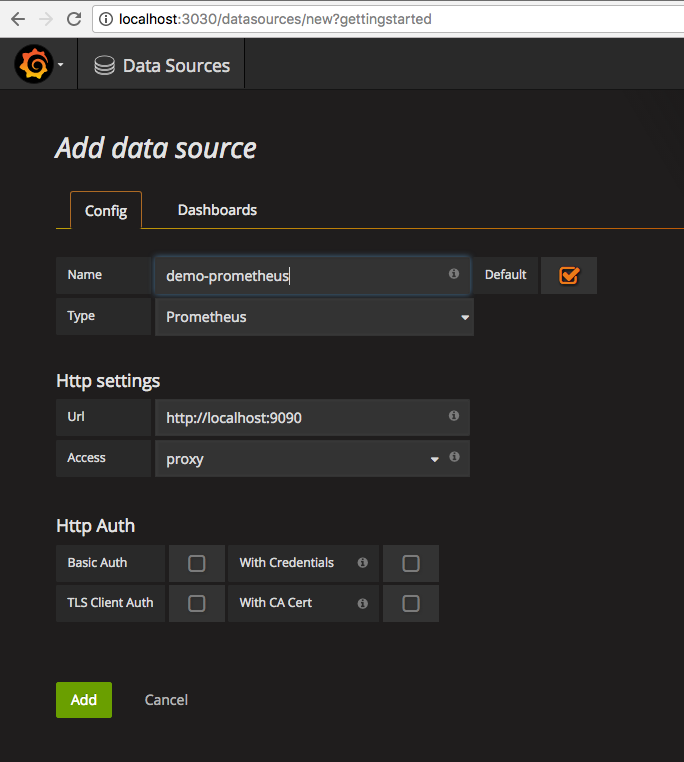 localhost:3030/datasources/new?gettingstarted
Data Sources
Add data source
Config Dashboards
Name demo-prometheus Default
Type Prometheus
Http settings
Url http://localhost:9090
Access proxy
Http Auth
Basic Auth With Credentials
TLS Client Auth With CA Cert
Add Cancel